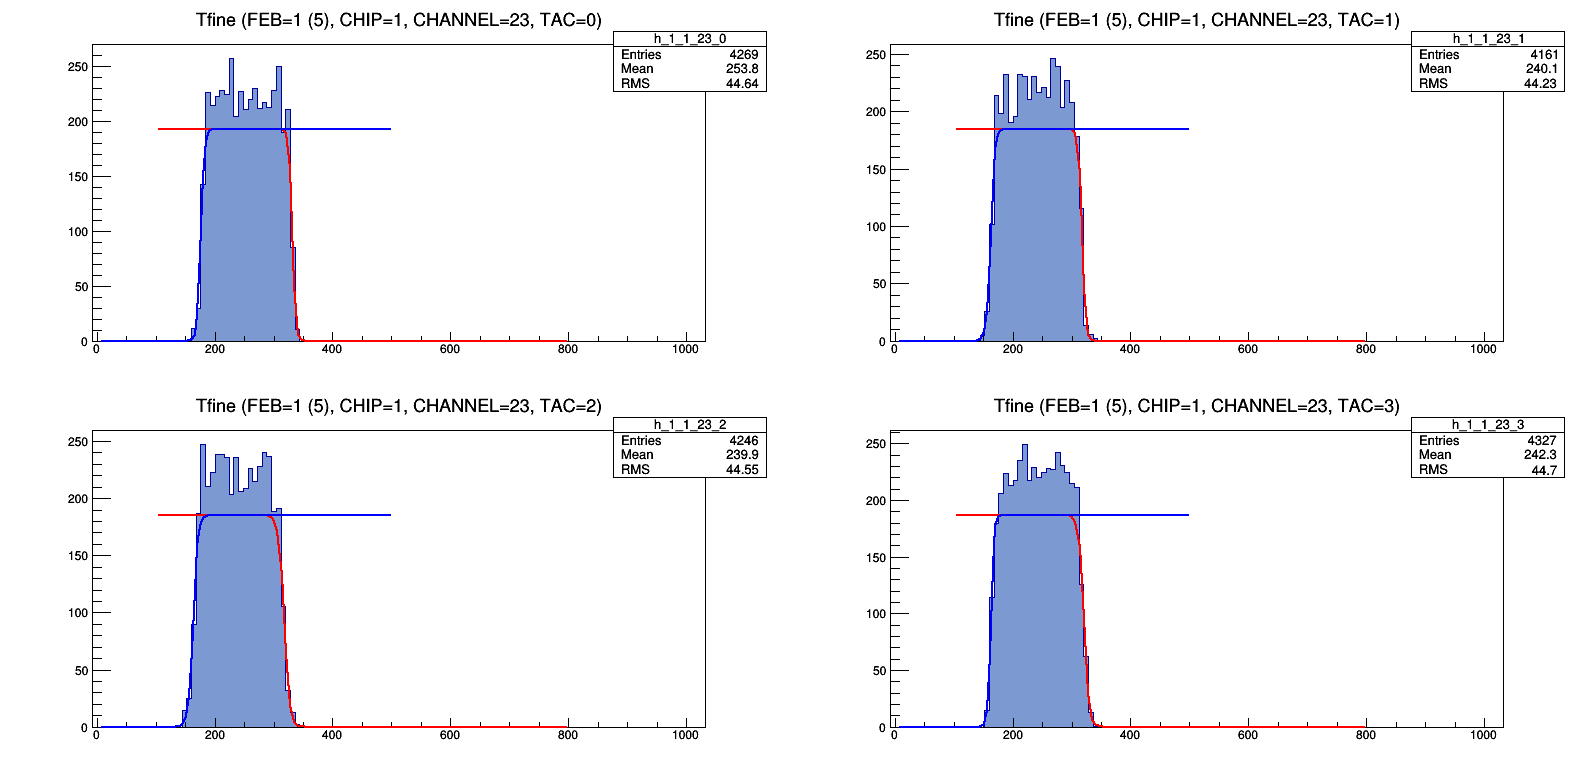 Tfine (FEB=1 (5), CHIP=1, CHANNEL=23, TAC=0)
h_1_1_23_0
Entries 4269
Mean 253.8
RMS 44.64
250
200
150
100
50
0
0 200 400 600 800 1000
Tfine (FEB=1 (5), CHIP=1, CHANNEL=23, TAC=1)
h_1_1_23_1
Entries 4161
Mean 240.1
RMS 44.23
250
200
150
100
50
0
0 200 400 600 800 1000
Tfine (FEB=1 (5), CHIP=1, CHANNEL=23, TAC=2)
h_1_1_23_2
Entries 4246
Mean 239.9
RMS 44.55
250
200
150
100
50
0
0 200 400 600 800 1000
Tfine (FEB=1 (5), CHIP=1, CHANNEL=23, TAC=3)
h_1_1_23_3
Entries 4327
Mean 242.3
RMS 44.7
250
200
150
100
50
0
0 200 400 600 800 1000